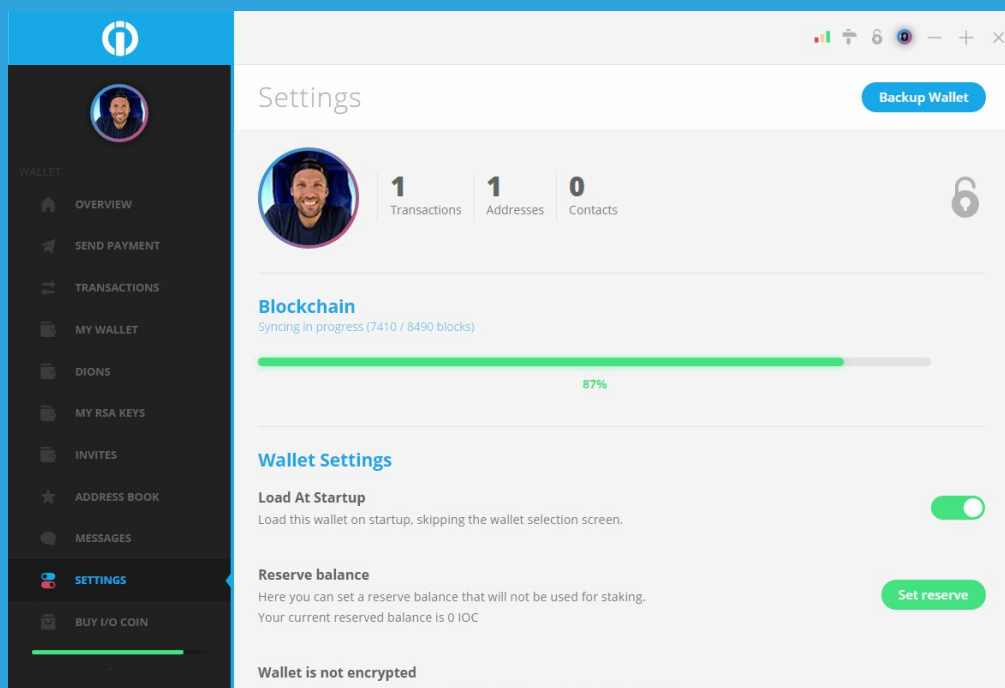 WALLET
OVERVIEW
SEND PAYMENT
TRANSACTIONS
MY WALLET
DIONS
MY RSA KEYS
INVITES
ADDRESS BOOK
MESSAGES
SETTINGS
BUY I/O COIN
Settings
Backup Wallet
1
Transactions
1
Addresses
0
Contacts
Blockchain
Syncing in progress (7410 / 8490 blocks)
87%
Wallet Settings
Load At Startup
Load this wallet on startup, skipping the wallet selection screen.
Reserve balance
Here you can set a reserve balance that will not be used for staking.
Your current reserved balance is 0 IOC
Set reserve
Wallet is not encrypted